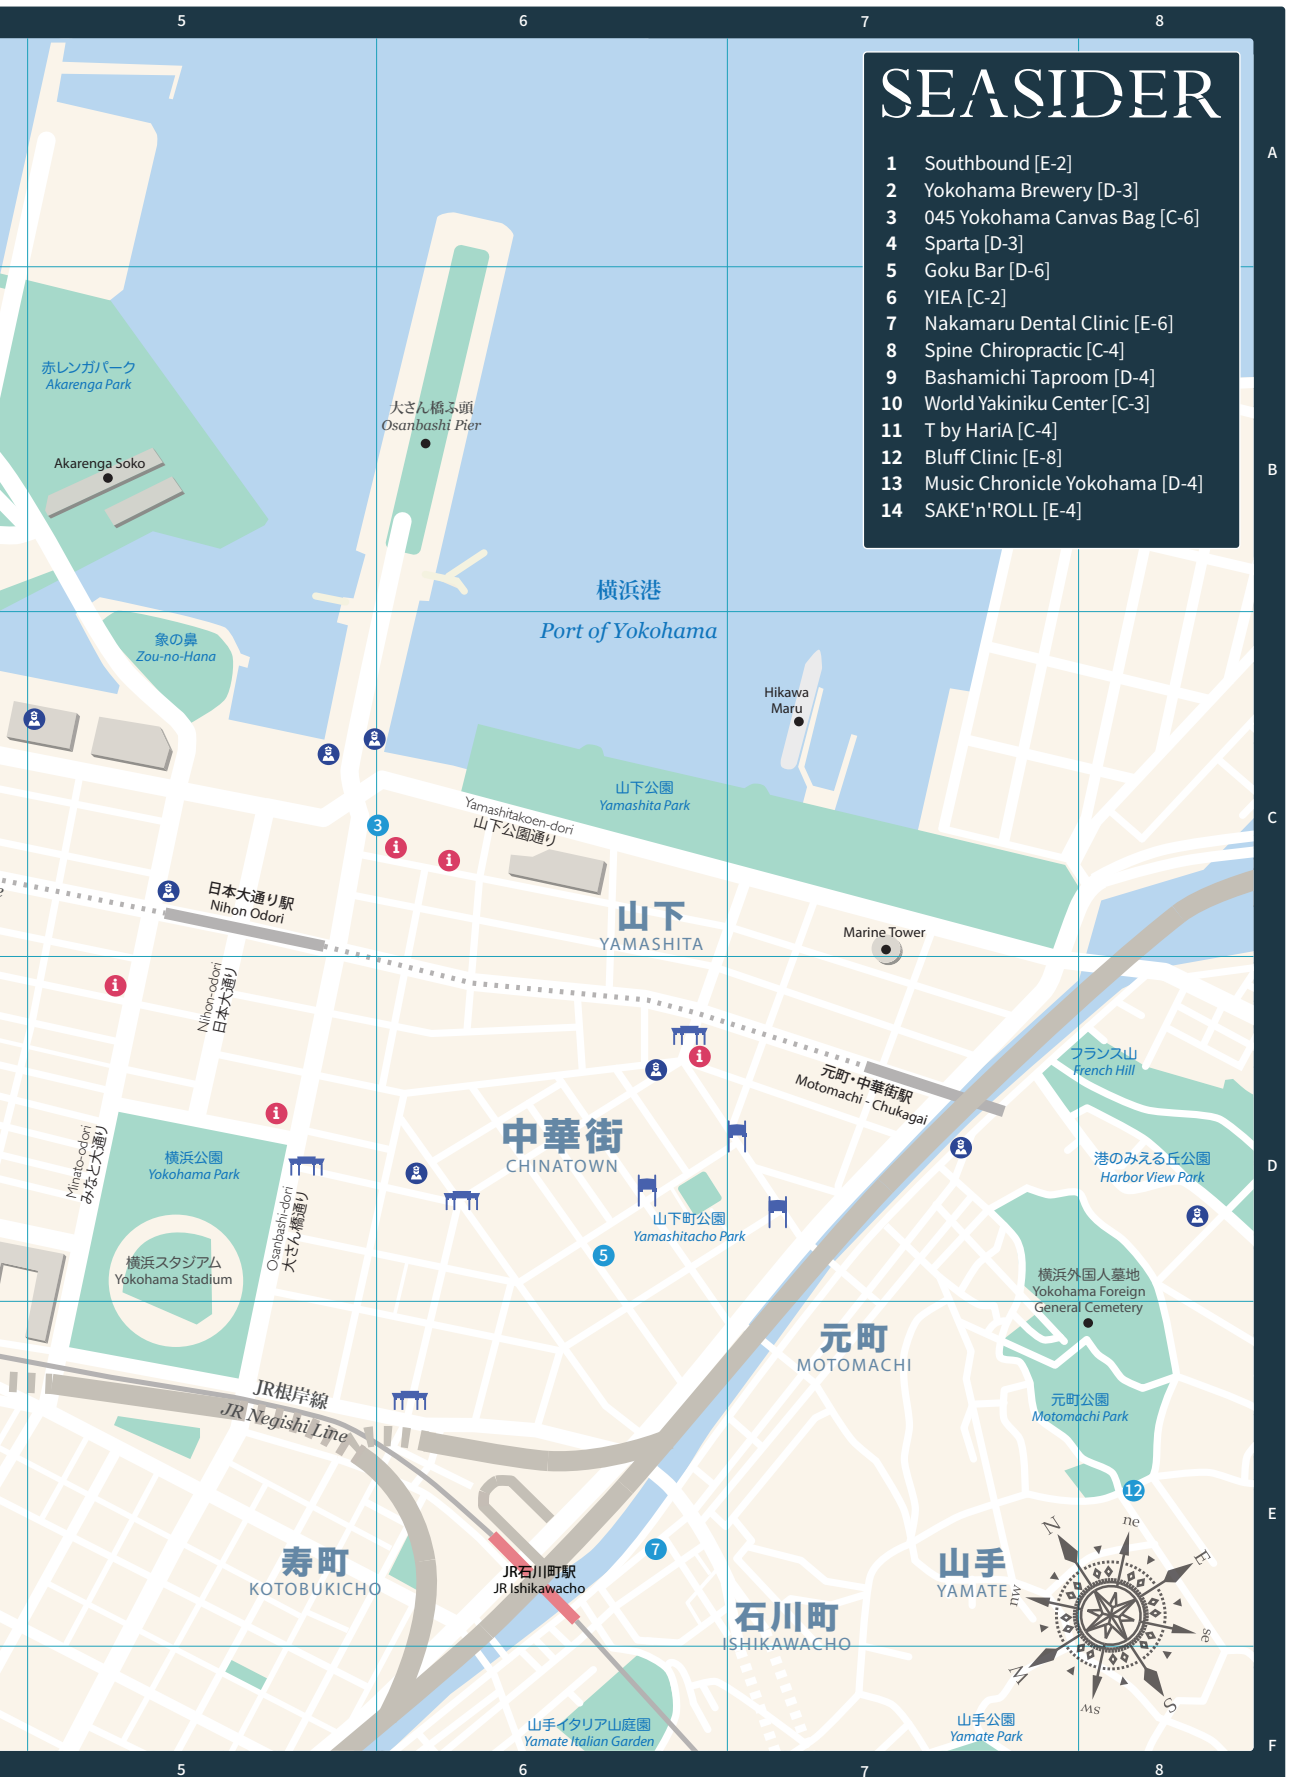 5 6 7 8
SEASIDER
1 Southbound [E-2]
2 Yokohama Brewery [D-3]
3 045 Yokohama Canvas Bag [C-6]
4 Sparta [D-3]
5 Goku Bar [D-6]
6 YIEA [C-2]
7 Nakamaru Dental Clinic [E-6]
8 Spine Chiropractic [C-4]
9 Bashamichi Taproom [D-4]
10 World Yakiniku Center [C-3]
11 T by HariA [C-4]
12 Bluff Clinic [E-8]
13 Music Chronicle Yokohama [D-4]
14 SAKE'n'ROLL [E-4]
A
B
C
D
E
F
赤レンガパーク
Akarenga Park
Akarenga Soko
大さん橋ふ頭
Osanbashi Pier
横浜港
Port of Yokohama
象の鼻
Zou-no-Hana
Hikawa
Maru
山下公園
Yamashita Park
Yamashitakoen-dori
山下公園通り
3
i
i
日本大通り駅
Nihon Odori
e
山下
YAMASHITA
Marine Tower
i
Nihon-odori
日本大通り
i
元町・中華街駅
Motomachi - Chukagai
フランス山
French Hill
i
中華街
CHINATOWN
Minato-odori
みなと大通り
横浜公園
Yokohama Park
港のみえる丘公園
Harbor View Park
Osanbashi-dori
大さん橋通り
山下町公園
Yamashitacho Park
5
横浜スタジアム
Yokohama Stadium
横浜外国人墓地
Yokohama Foreign
General Cemetery
元町
MOTOMACHI
JR根岸線
JR Negishi Line
元町公園
Motomachi Park
12
7
寿町
KOTOBUKICHO
JR石川町駅
JR Ishikawacho
山手
YAMATE
石川町
ISHIKAWACHO
N
ne
E
se
S
sw
W
nw
山手イタリア山庭園
Yamate Italian Garden
山手公園
Yamate Park
5 6 7 8